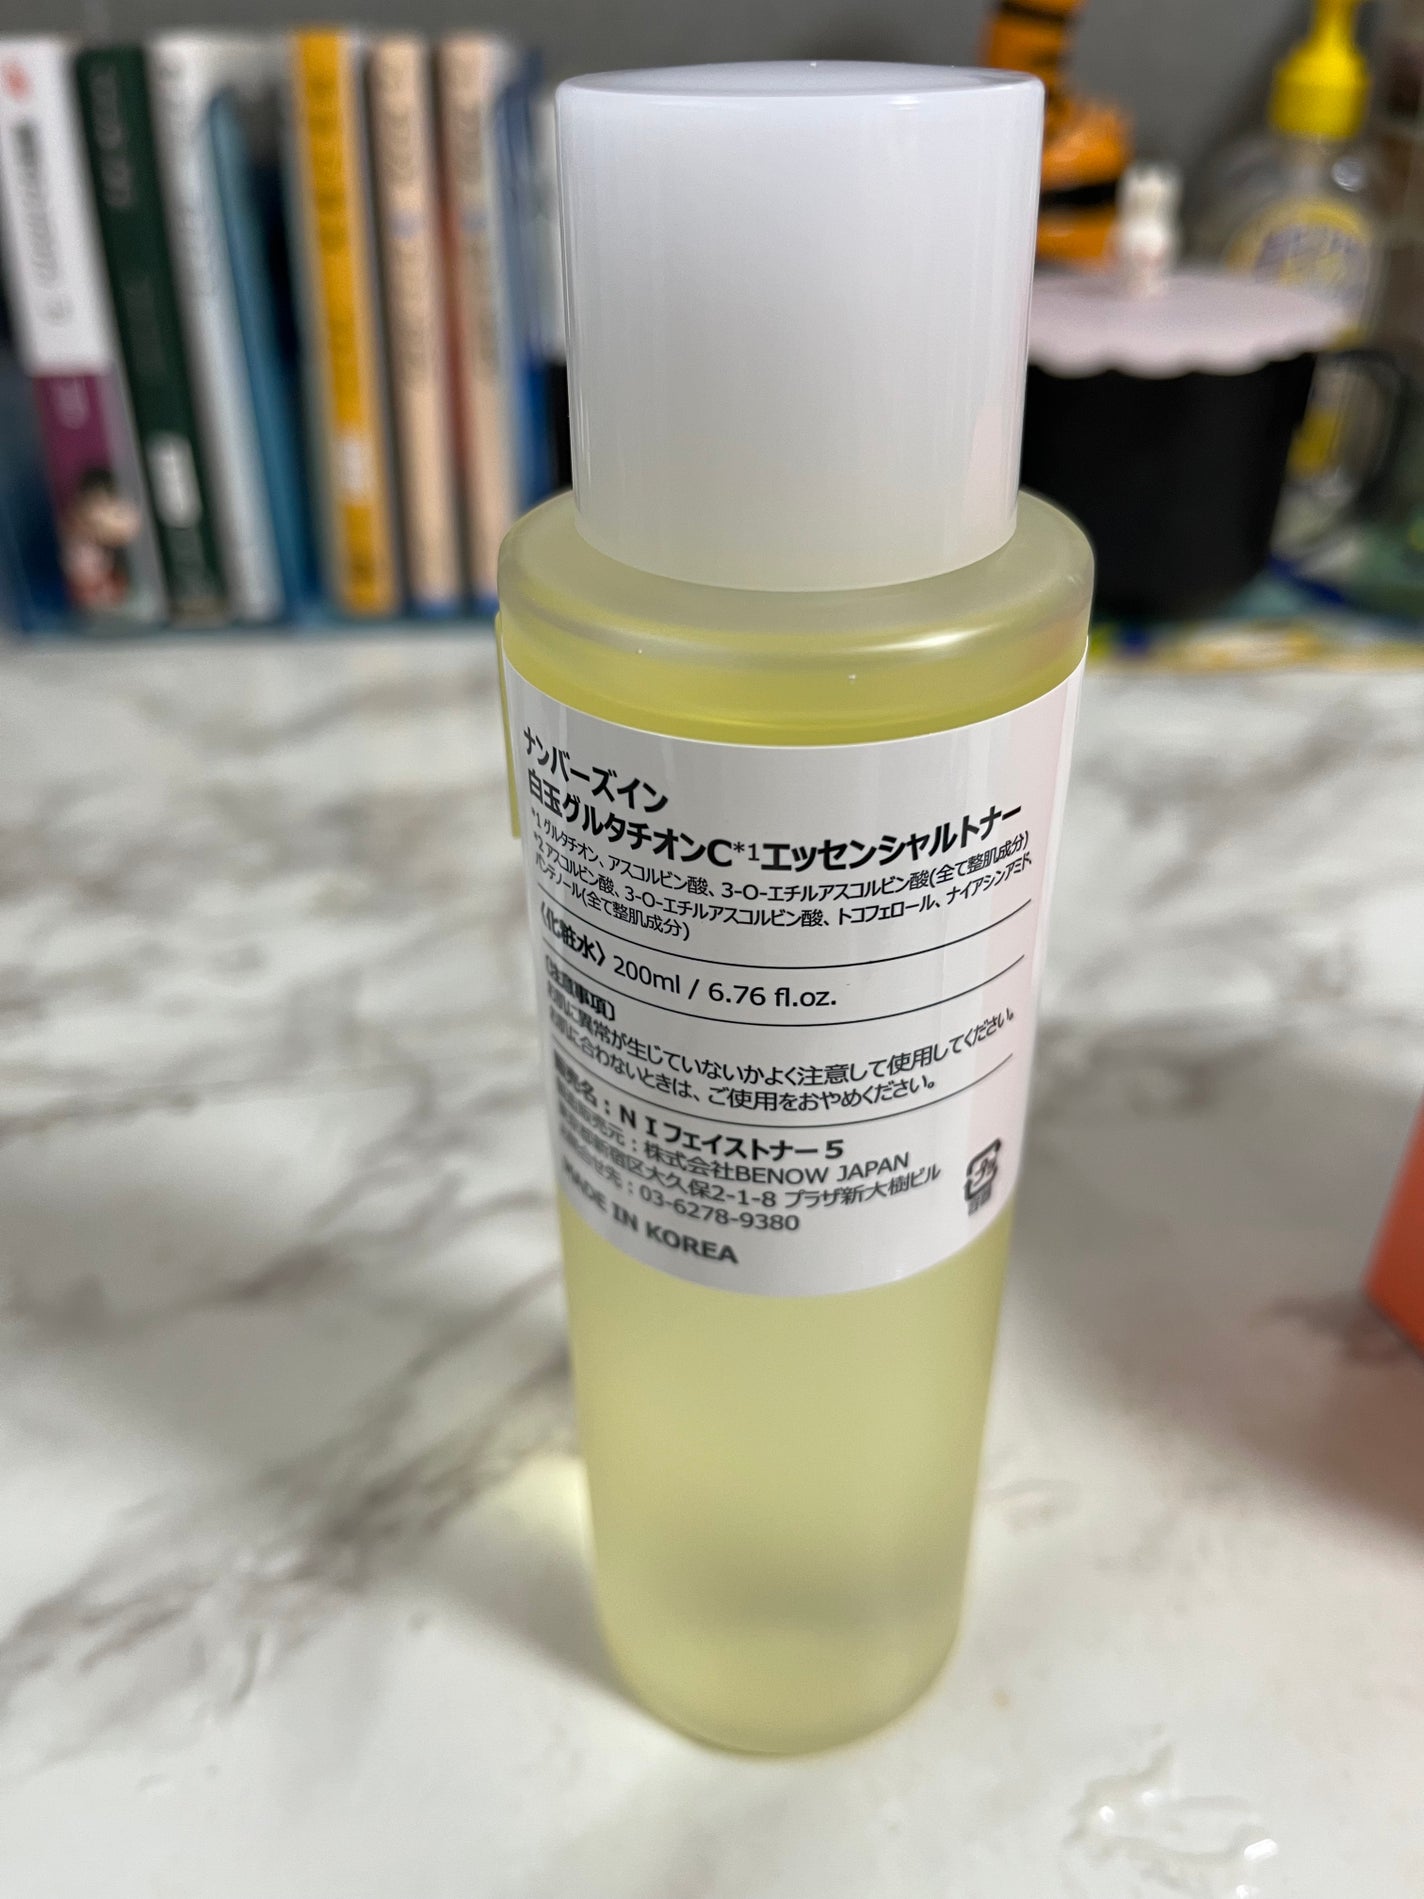 ナンバーズイン
白玉グルタチオンC*1エッセンシャルトナー
*1 グルタチオン、アスコルビン酸、3-O-エチルアスコルビン酸(全て整肌成分)
*2 アスコルビン酸、3-O-エチルアスコルビン酸、トコフェロール、ナイアシンアミド、
パンテノール(全て整肌成分)
〈化粧水〉200ml / 6.76 fl.oz.
〔注意事項〕
お肌に異常が生じていないかよく注意して使用してください。
お肌に合わないときは、ご使用をおやめください。
販売名：ＮＩフェイストナー５
製造販売元：株式会社BENOW JAPAN
東京都新宿区大久保2-1-8 プラザ新大樹ビル
お問合せ先：03-6278-9380
MADE IN KOREA